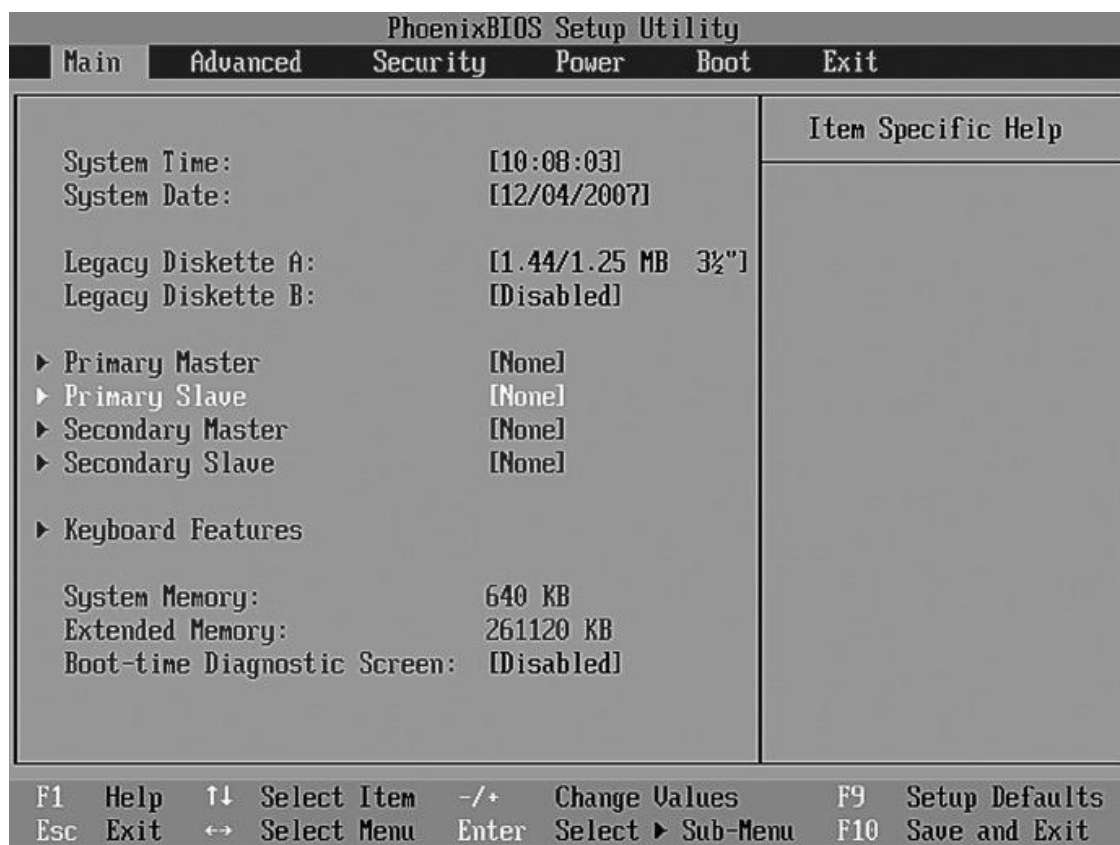 PhoenixBIOS Setup Utility
Main Advanced Security Power Boot Exit
Item Specific Help
System Time: [10:08:03]
System Date: [12/04/2007]
Legacy Diskette A: [1.44/1.25 MB 3½"]
Legacy Diskette B: [Disabled]
▶ Primary Master [None]
▶ Primary Slave [None]
▶ Secondary Master [None]
▶ Secondary Slave [None]
▶ Keyboard Features
System Memory: 640 KB
Extended Memory: 261120 KB
Boot-time Diagnostic Screen: [Disabled]
F1 Help ↑↓ Select Item -/+ Change Values F9 Setup Defaults
Esc Exit ↔ Select Menu Enter Select ▶ Sub-Menu F10 Save and Exit